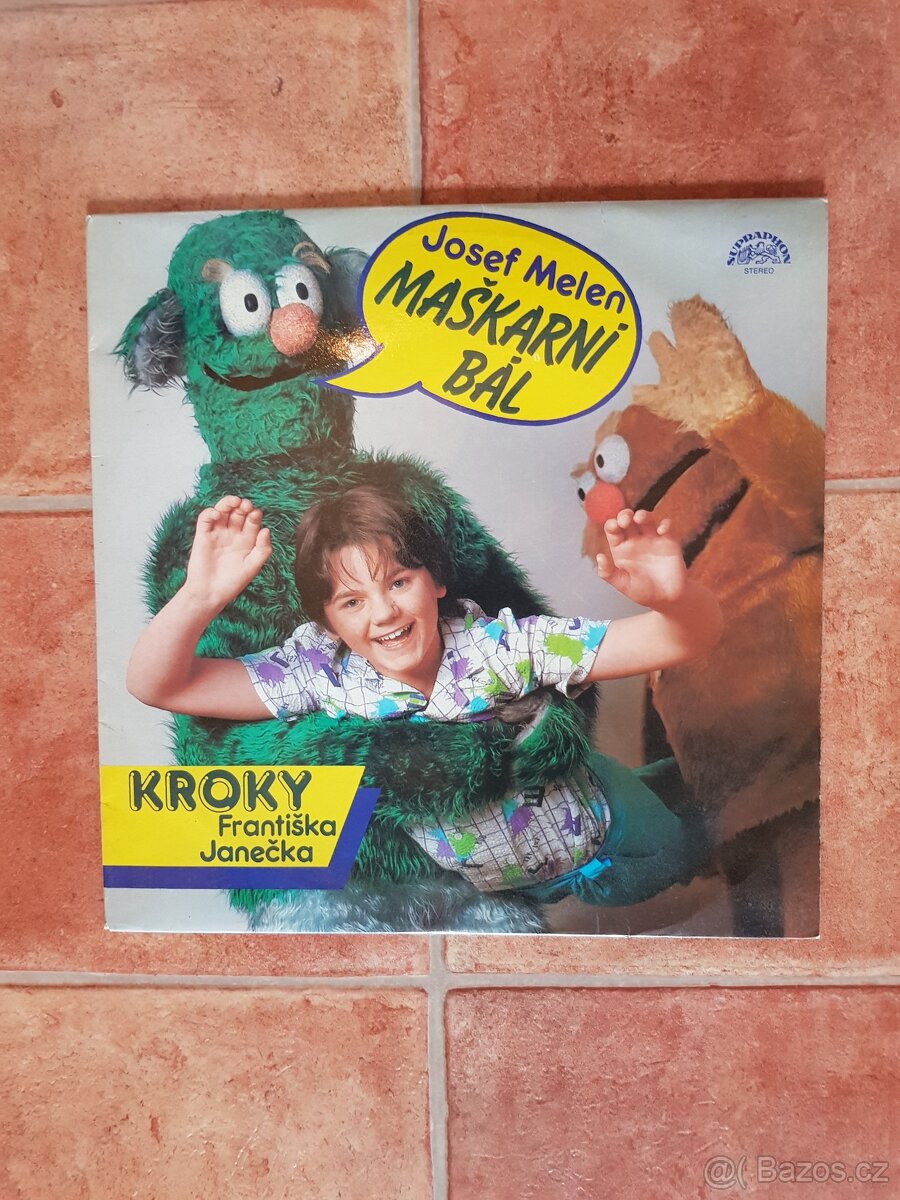 Josef Melen
MAŠKARNÍ
BÁL
SUPRAPHON
STEREO
KROKY
Františka
Janečka
@( Bazos.cz